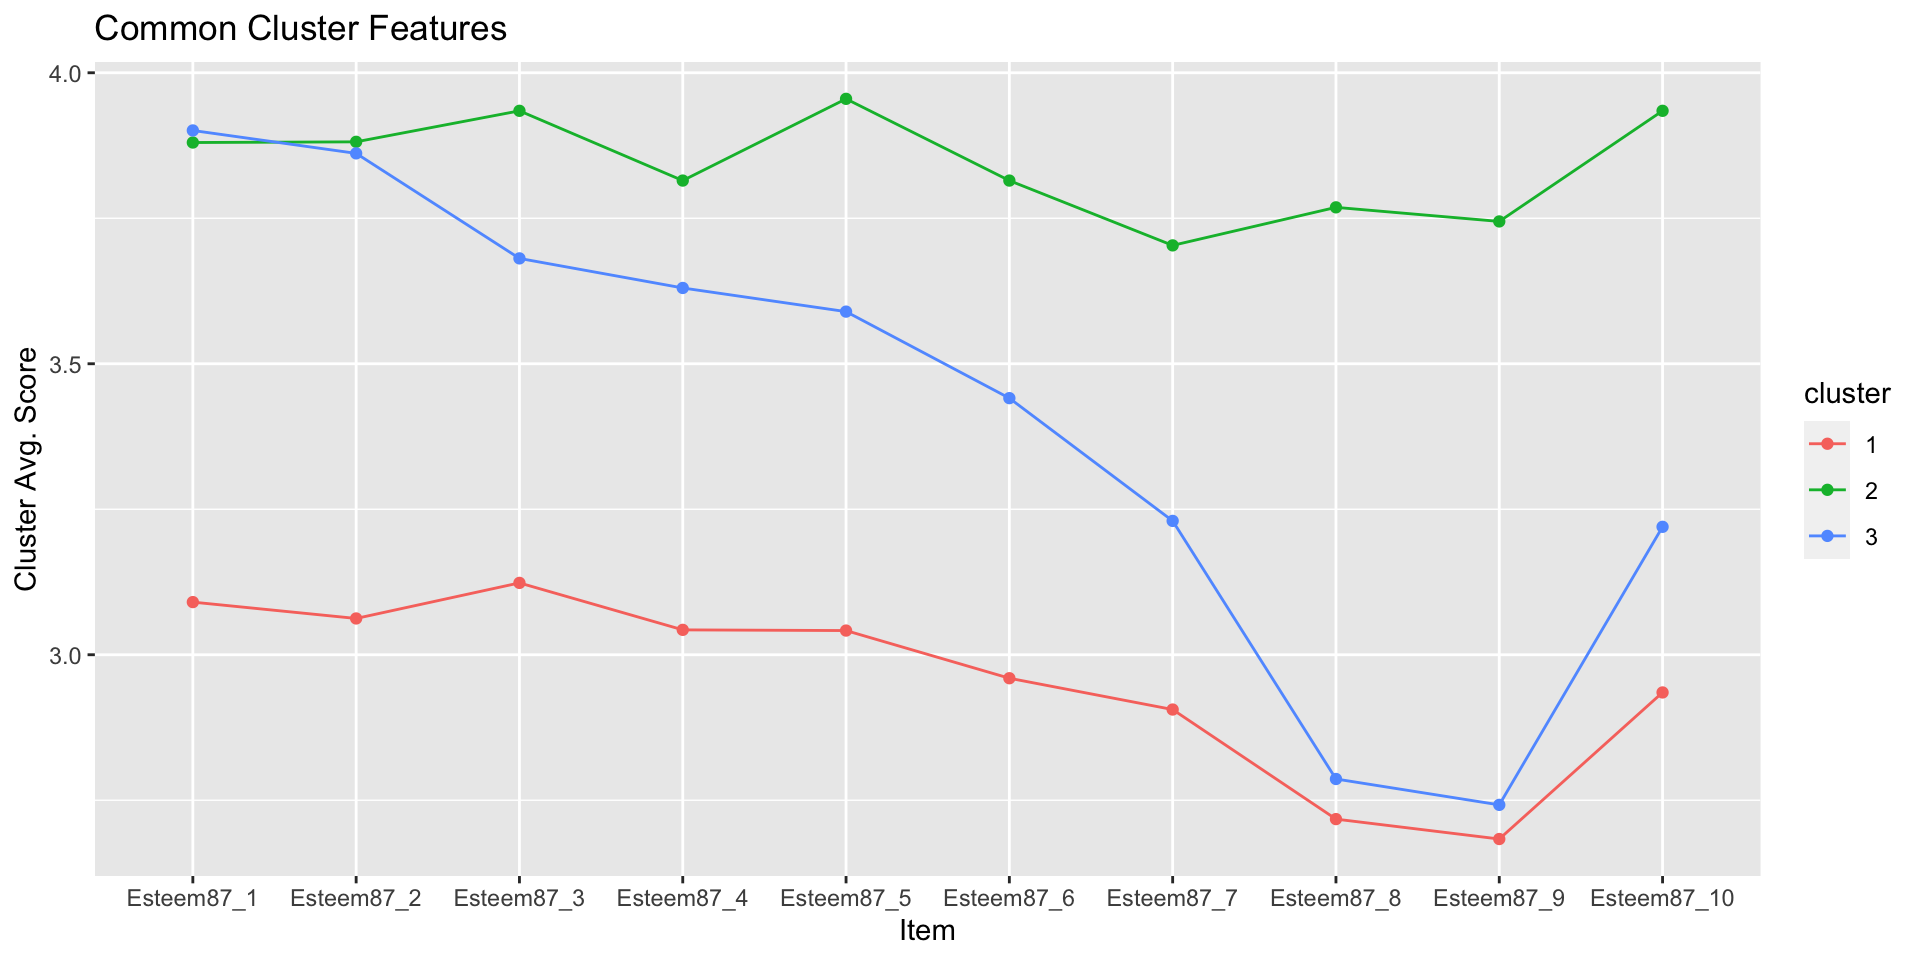 Common Cluster Features
4.0
3.5
3.0
Cluster Avg. Score
Esteem87_1 Esteem87_2 Esteem87_3 Esteem87_4 Esteem87_5 Esteem87_6 Esteem87_7 Esteem87_8 Esteem87_9 Esteem87_10
Item
cluster
1
2
3